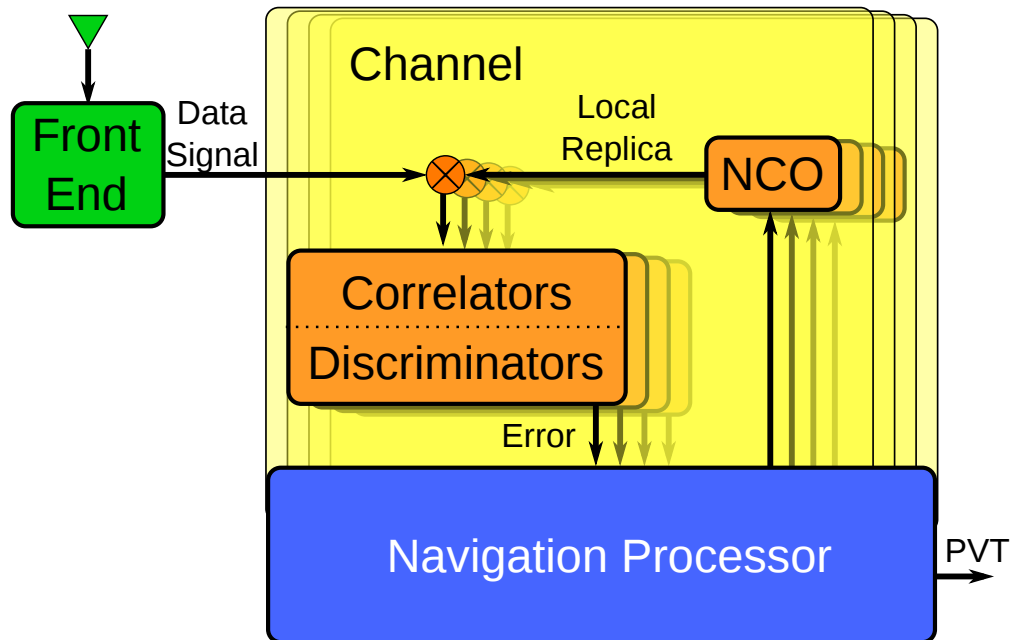 Channel
Front
End
Data
Signal
Local
Replica
NCO
Correlators
Discriminators
Error
Navigation Processor
PVT